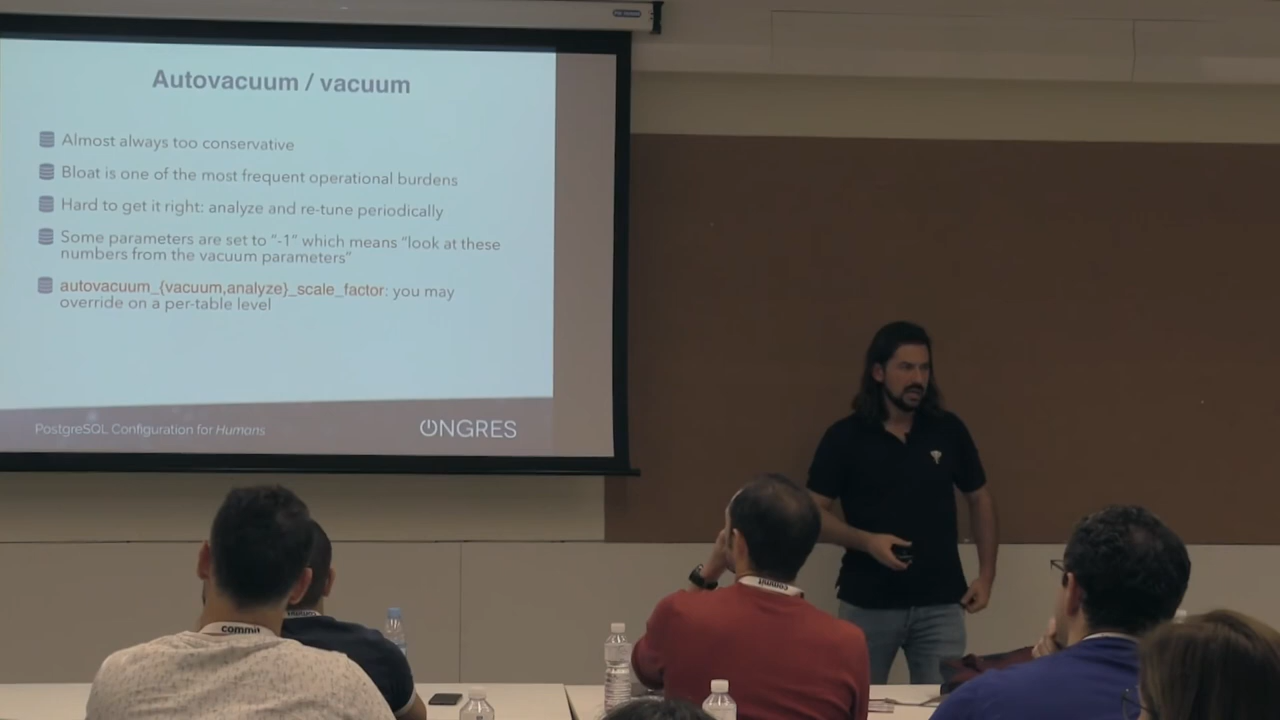 Autovacuum / vacuum
Almost always too conservative
Bloat is one of the most frequent operational burdens
Hard to get it right: analyze and re-tune periodically
Some parameters are set to “-1” which means “look at these
numbers from the vacuum parameters”
autovacuum_{vacuum,analyze}_scale_factor: you may
override on a per-table level
PostgreSQL Configuration for Humans
ONGRES
commit
commit